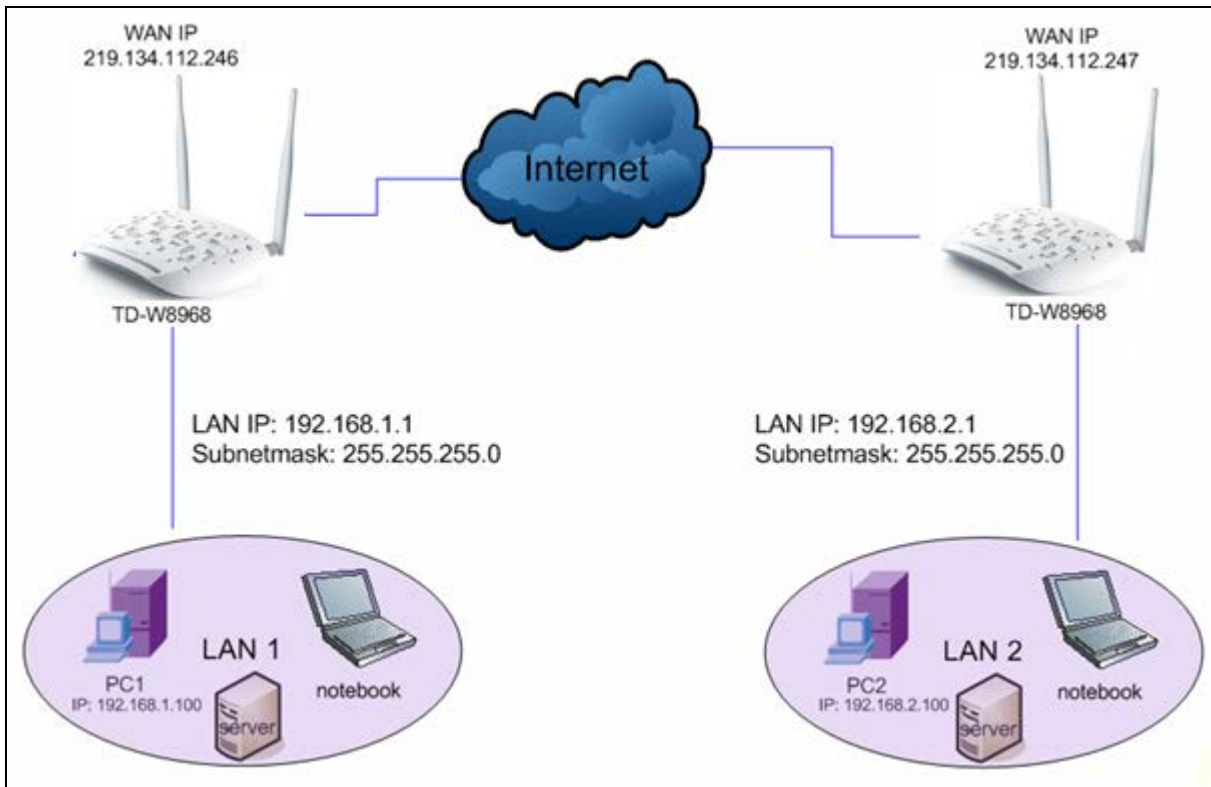 WAN IP
219.134.112.246
WAN IP
219.134.112.247
Internet
TD-W8968
TD-W8968
LAN IP: 192.168.1.1
Subnetmask: 255.255.255.0
LAN IP: 192.168.2.1
Subnetmask: 255.255.255.0
LAN 1
PC1
IP: 192.168.1.100
server
notebook
LAN 2
PC2
IP: 192.168.2.100
server
notebook